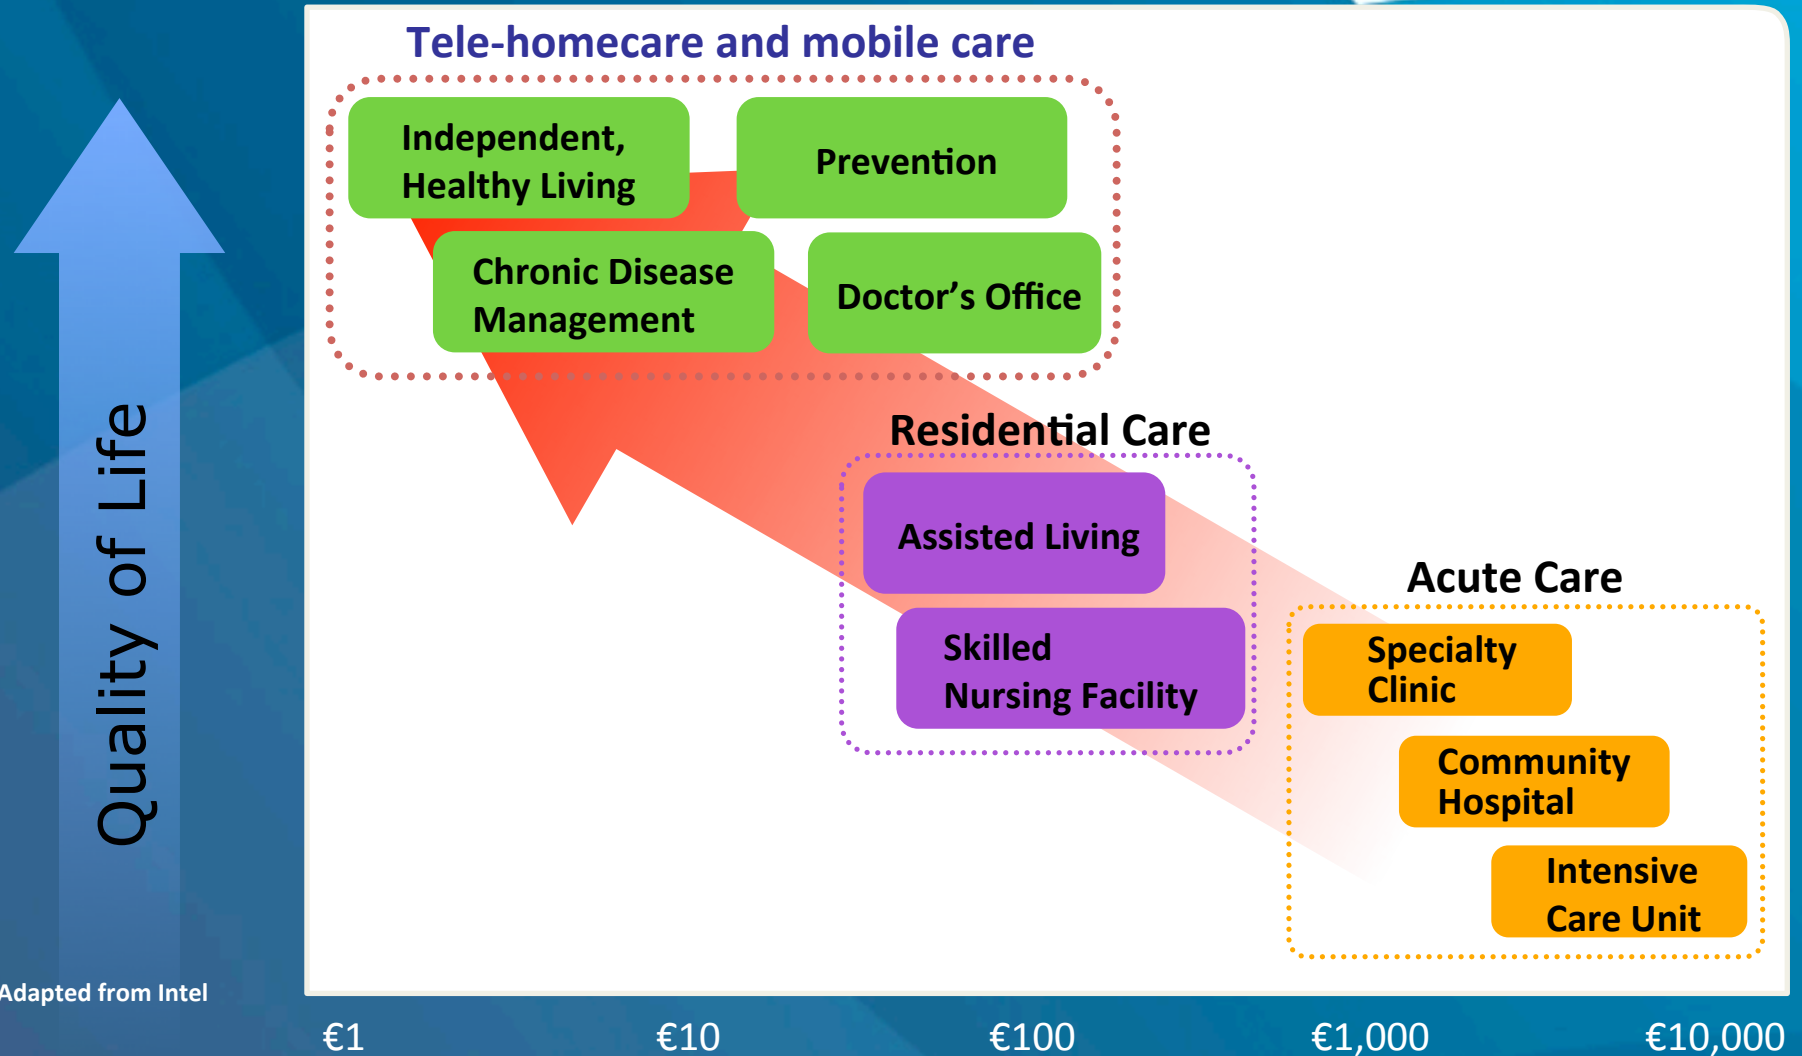 Tele-homecare and mobile care
Independent,
Healthy Living
Prevention
Chronic Disease
Management
Doctor’s Office
Residential Care
Assisted Living
Skilled
Nursing Facility
Acute Care
Specialty
Clinic
Community
Hospital
Intensive
Care Unit
Quality of Life
Adapted from Intel
€1 €10 €100 €1,000 €10,000